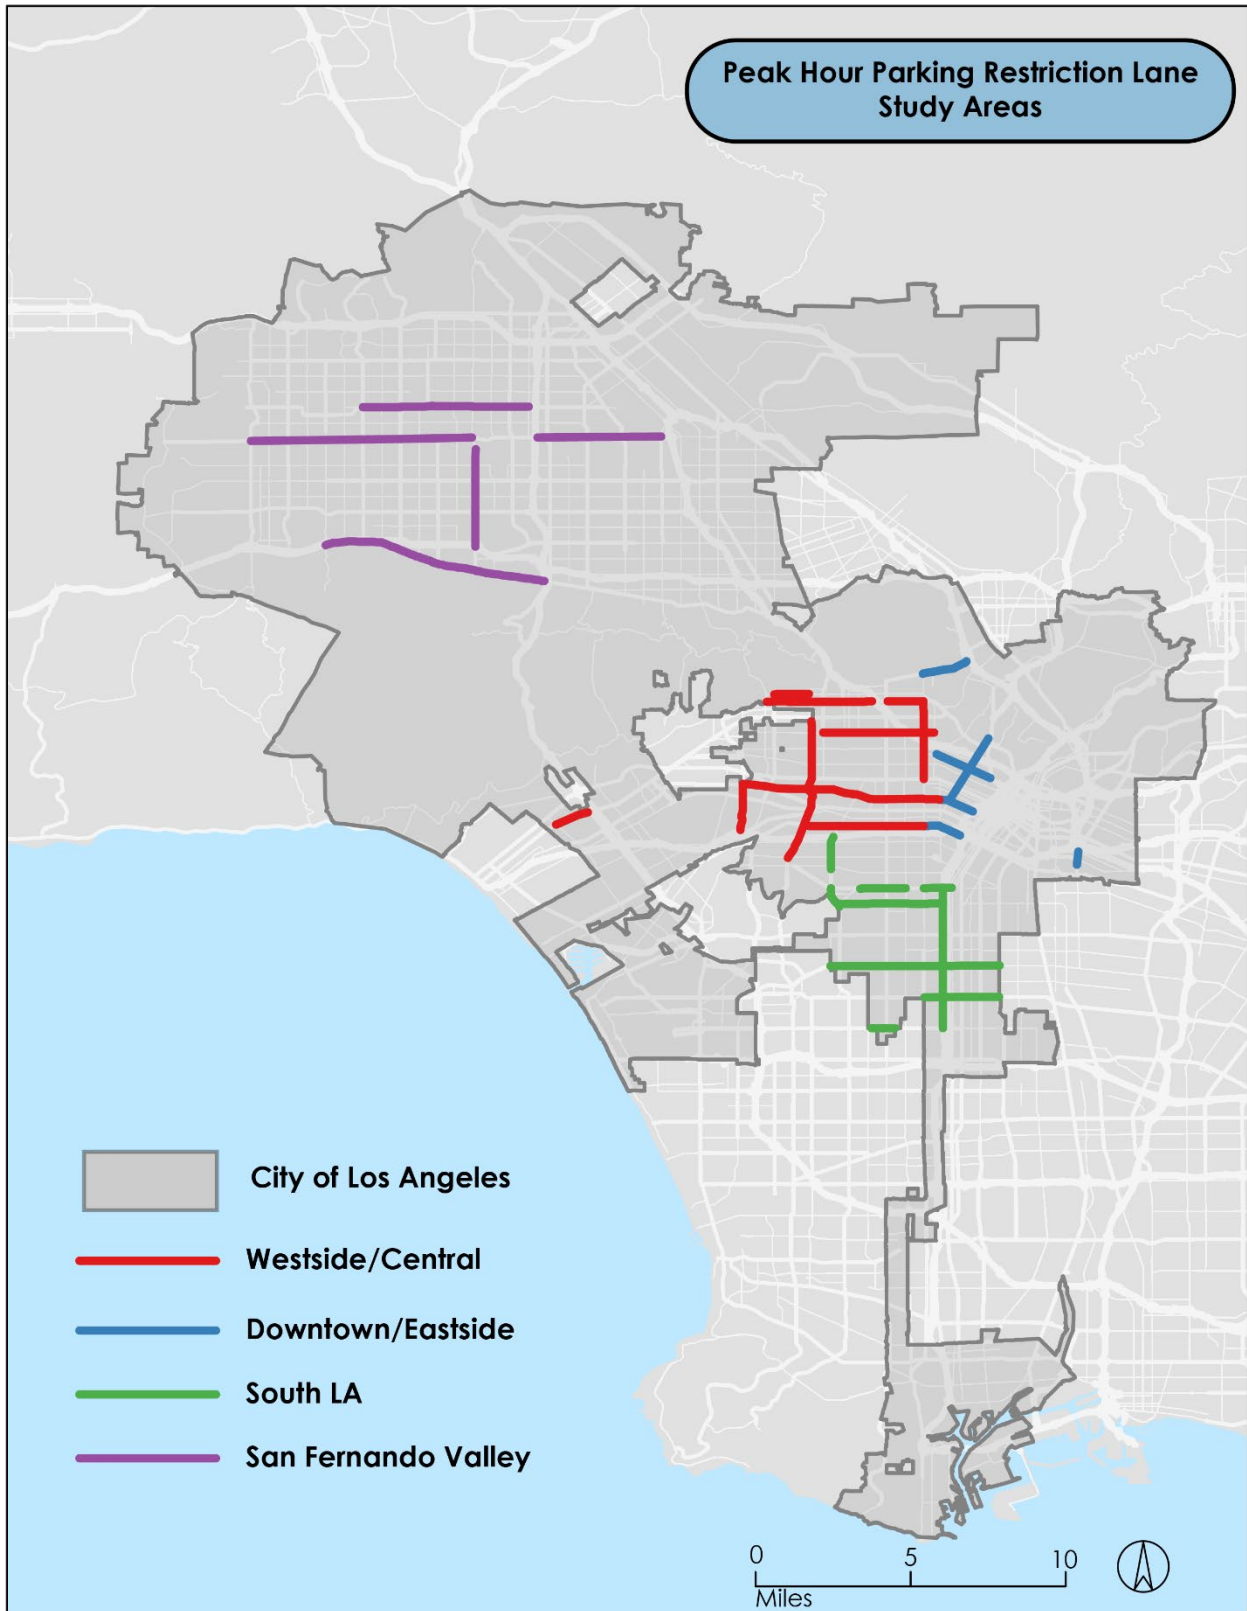 Peak Hour Parking Restriction Lane
Study Areas
City of Los Angeles
Westside/Central
Downtown/Eastside
South LA
San Fernando Valley
0 5 10
Miles